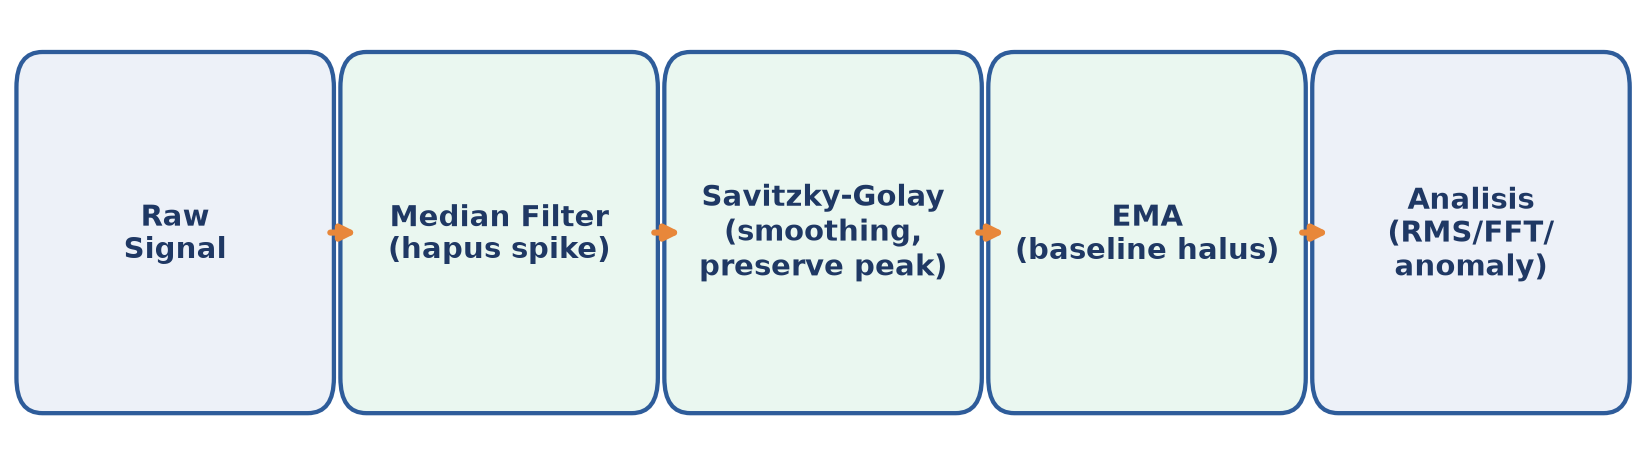 Raw
Signal
Median Filter
(hapus spike)
Savitzky-Golay
(smoothing,
preserve peak)
EMA
(baseline halus)
Analisis
(RMS/FFT/
anomaly)